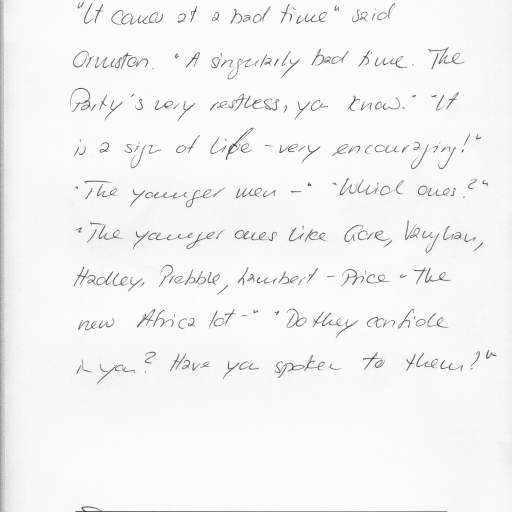 "It comes at a bad time" said
Ormston. "A singularly bad time. The
Party's very restless, you know." "It
is a sign of life - very encouraging!"
"The younger men -" "Which ones?"
"The younger ones like Gore, Vaughan,
Hadley, Prebble, Lambert - Price - the
new Africa lot -" "Do they confide
in you? Have you spoken to them?"